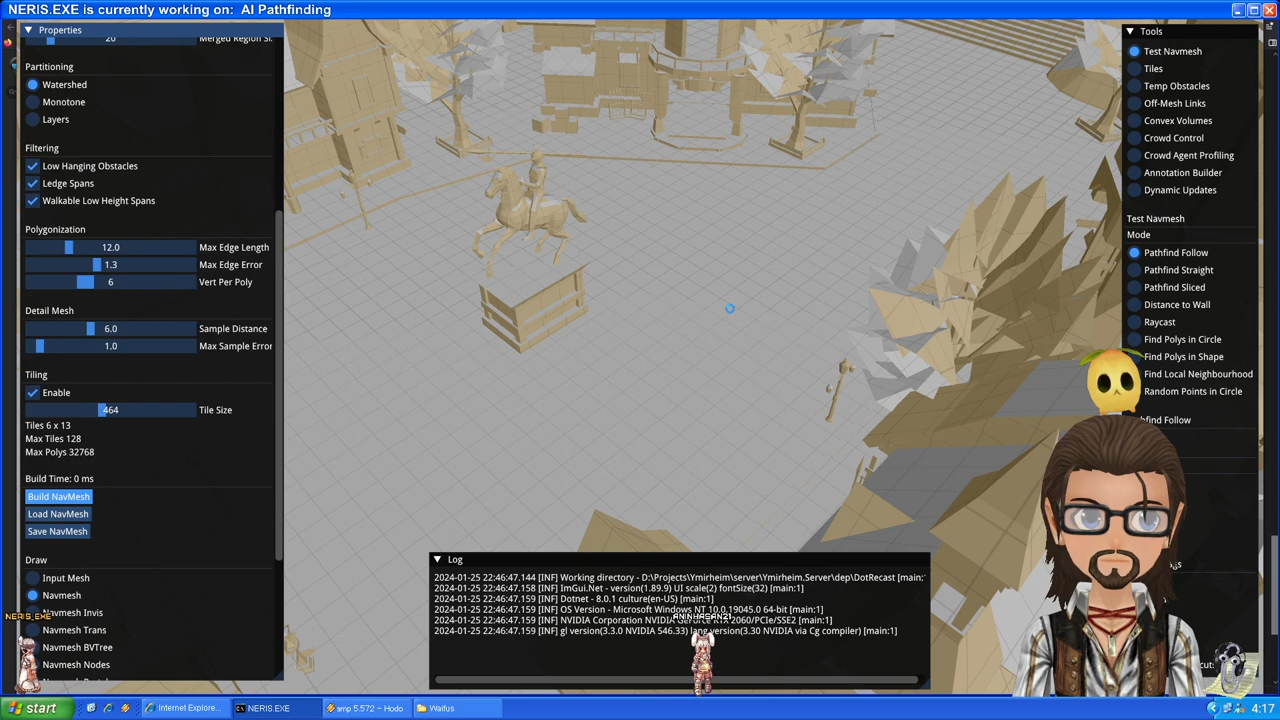 NERIS.EXE is currently working on: AI Pathfinding
Properties
20 Merged Region Si
Partitioning
Watershed
Monotone
Layers
Filtering
Low Hanging Obstacles
Ledge Spans
Walkable Low Height Spans
Polygonization
12.0 Max Edge Length
1.3 Max Edge Error
6 Vert Per Poly
Detail Mesh
6.0 Sample Distance
1.0 Max Sample Error
Tiling
Enable
464 Tile Size
Tiles 6 x 13
Max Tiles 128
Max Polys 32768
Build Time: 0 ms
Build NavMesh
Load NavMesh
Save NavMesh
Draw
Input Mesh
Navmesh
Navmesh Invis
Navmesh Trans
Navmesh BVTree
Navmesh Nodes
NERIS_EXE
Log
2024-01-25 22:46:47.144 [INF] Working directory - D:\Projects\Ymirheim\server\Ymirheim.Server\dep\DotRecast [main:
2024-01-25 22:46:47.158 [INF] ImGui.Net - version(1.89.9) UI scale(2) fontSize(32) [main:1]
2024-01-25 22:46:47.159 [INF] Dotnet - 8.0.1 culture(en-US) [main:1]
2024-01-25 22:46:47.159 [INF] OS Version - Microsoft Windows NT 10.0.19045.0 64-bit [main:1]
2024-01-25 22:46:47.159 [INF] NVIDIA Corporation NVIDIA 2060/PCIe/SSE2 [main:1]
2024-01-25 22:46:47.159 [INF] gl version(3.3.0 NVIDIA 546.33) lang version(3.30 NVIDIA via Cg compiler) [main:1]
Tools
Test Navmesh
Tiles
Temp Obstacles
Off-Mesh Links
Convex Volumes
Crowd Control
Crowd Agent Profiling
Annotation Builder
Dynamic Updates
Test Navmesh
Mode
Pathfind Follow
Pathfind Straight
Pathfind Sliced
Distance to Wall
Raycast
Find Polys in Circle
Find Polys in Shape
Find Local Neighbourhood
Random Points in Circle
hfind Follow
start
Internet Explore...
NERIS.EXE
amp 5.572 - Hodo
Waifus
4:17